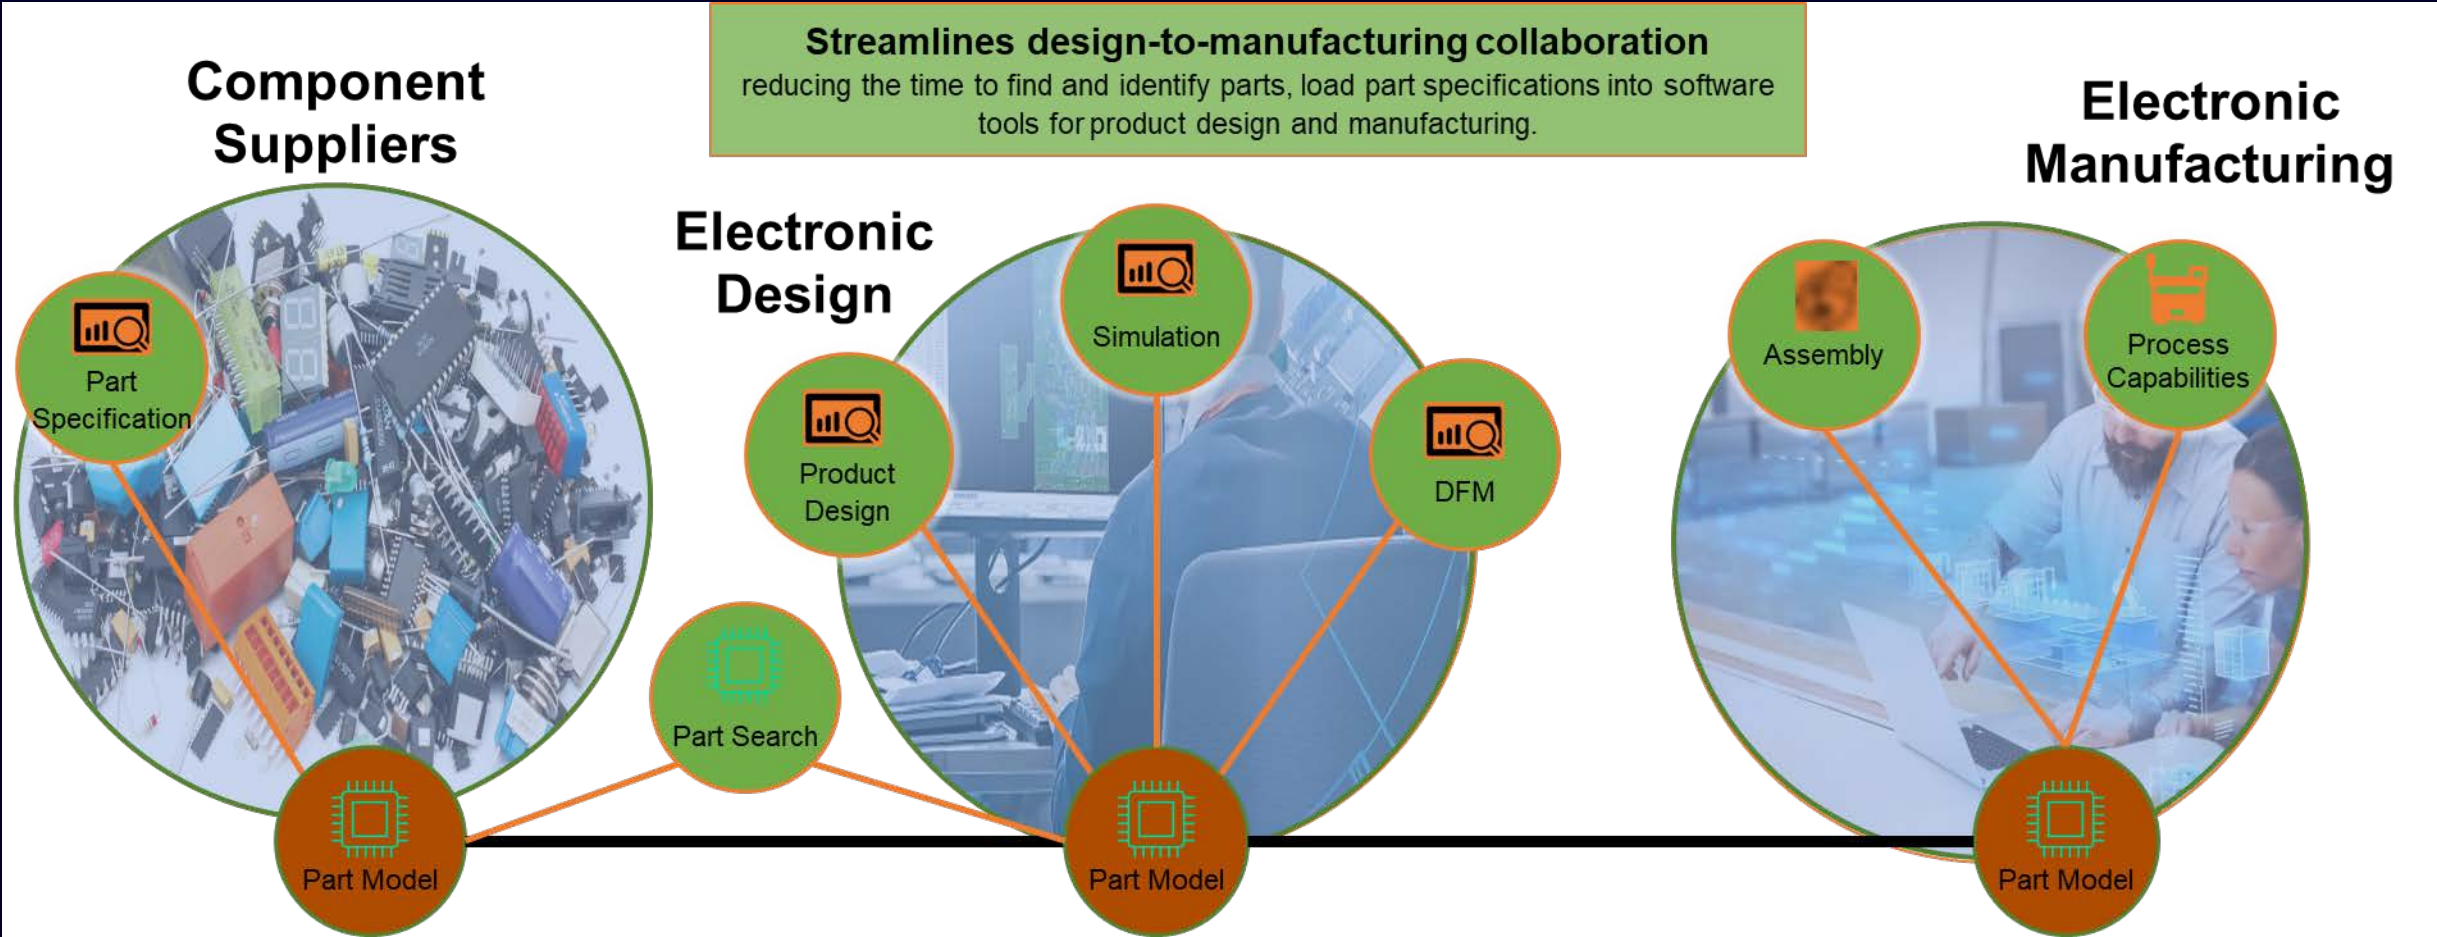 Streamlines design-to-manufacturing collaboration
reducing the time to find and identify parts, load part specifications into software
tools for product design and manufacturing.
Component
Suppliers
Electronic
Design
Electronic
Manufacturing
Part
Specification
Product
Design
Simulation
DFM
Assembly
Process
Capabilities
Part Search
Part Model
Part Model
Part Model